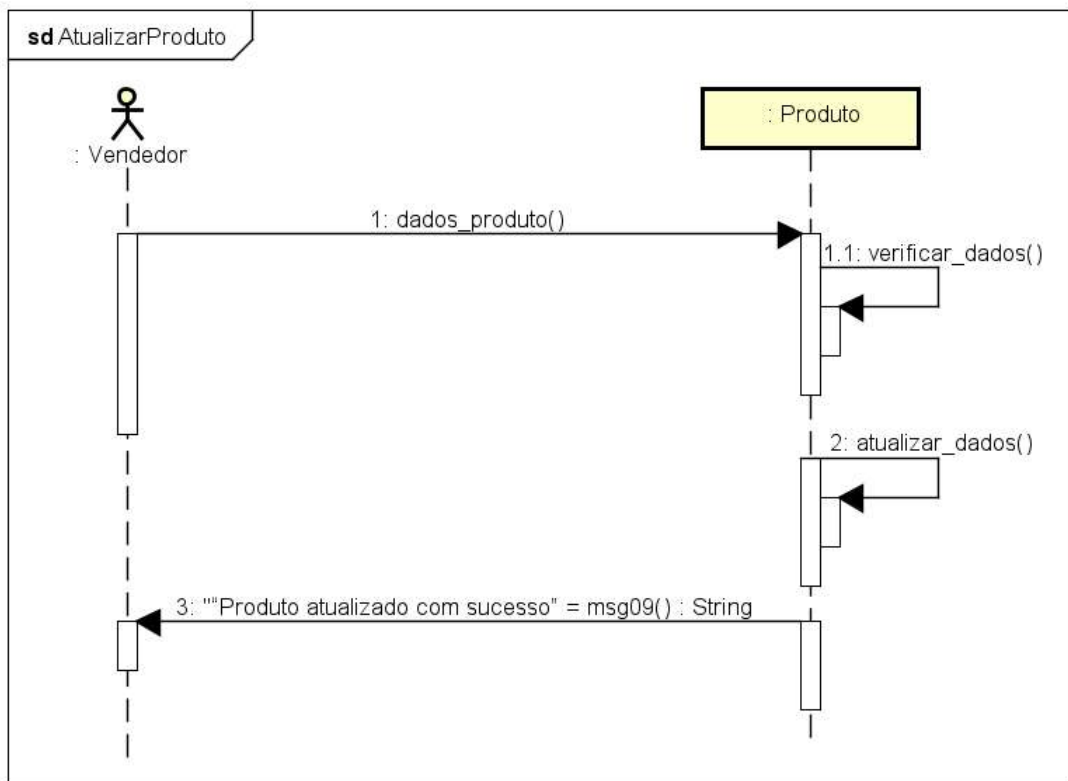 sd AtualizarProduto
: Vendedor
: Produto
1: dados_produto()
1.1: verificar_dados()
2: atualizar_dados()
3: "“Produto atualizado com sucesso” = msg09() : String